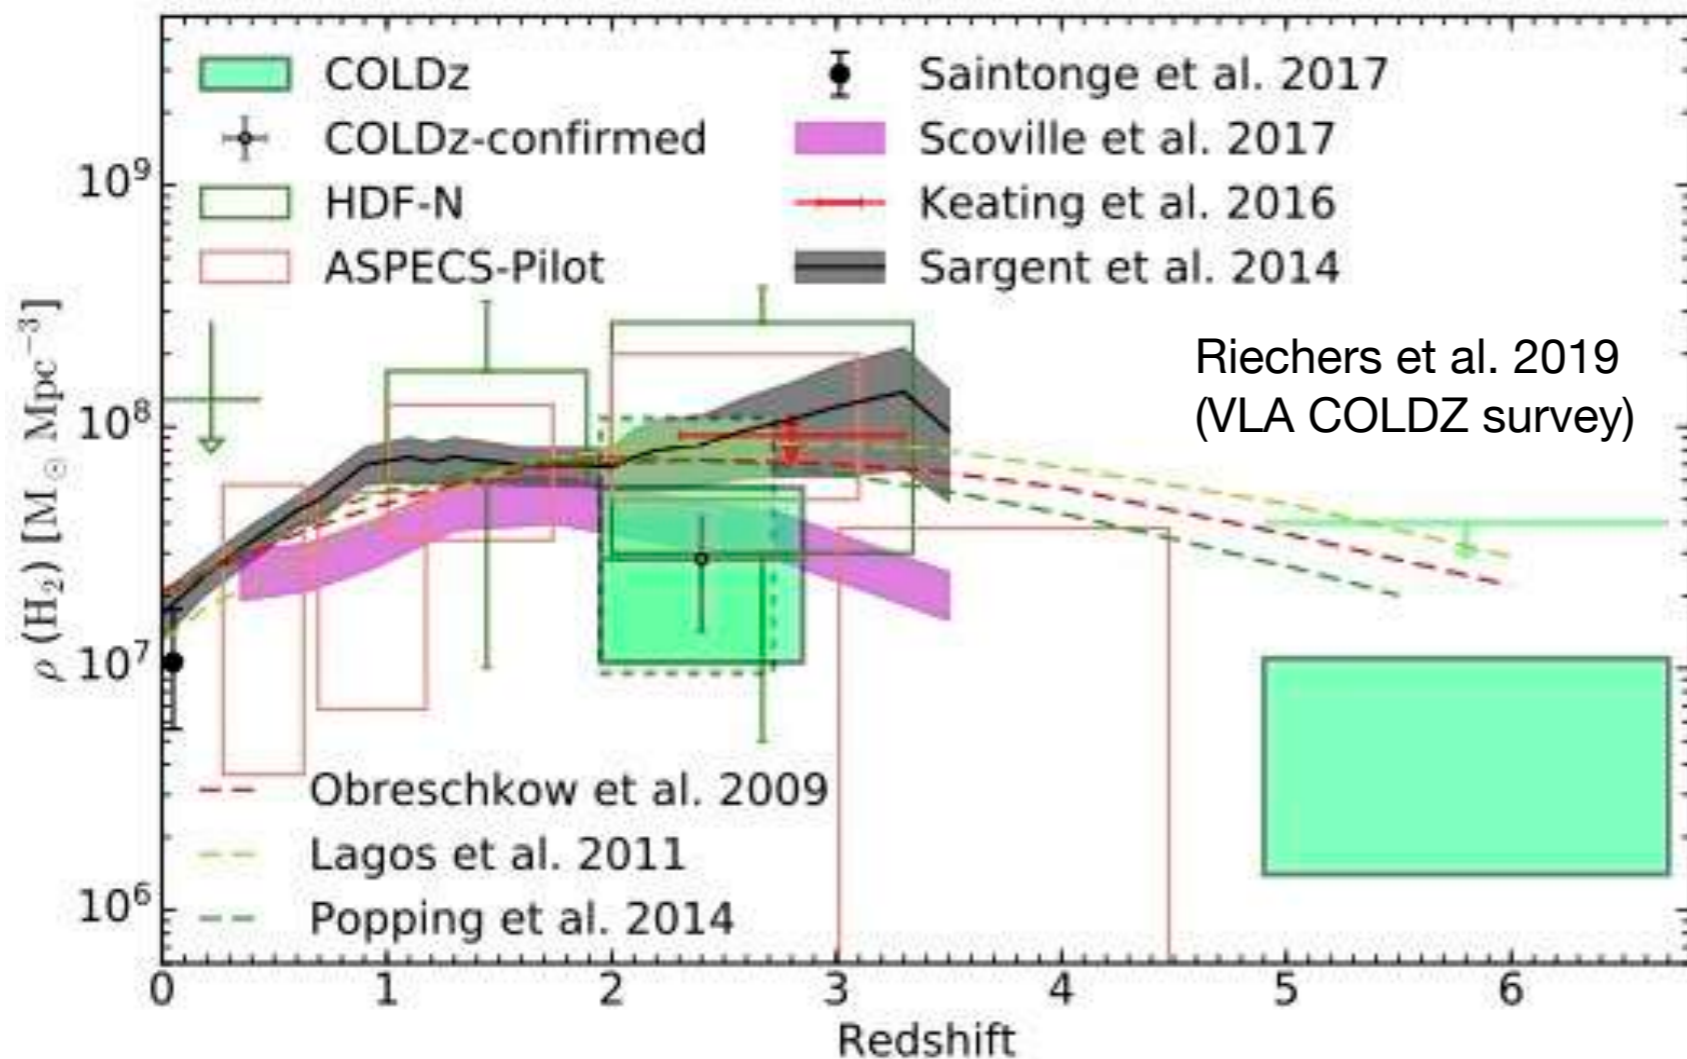 COLDz
COLDz-confirmed
HDF-N
ASPECS-Pilot
Saintonge et al. 2017
Scoville et al. 2017
Keating et al. 2016
Sargent et al. 2014
Riechers et al. 2019
(VLA COLDZ survey)
Obreschkow et al. 2009
Lagos et al. 2011
Popping et al. 2014
ρ (H₂) [M⊙ Mpc⁻³]
10⁹
10⁸
10⁷
10⁶
0 1 2 3 4 5 6
Redshift